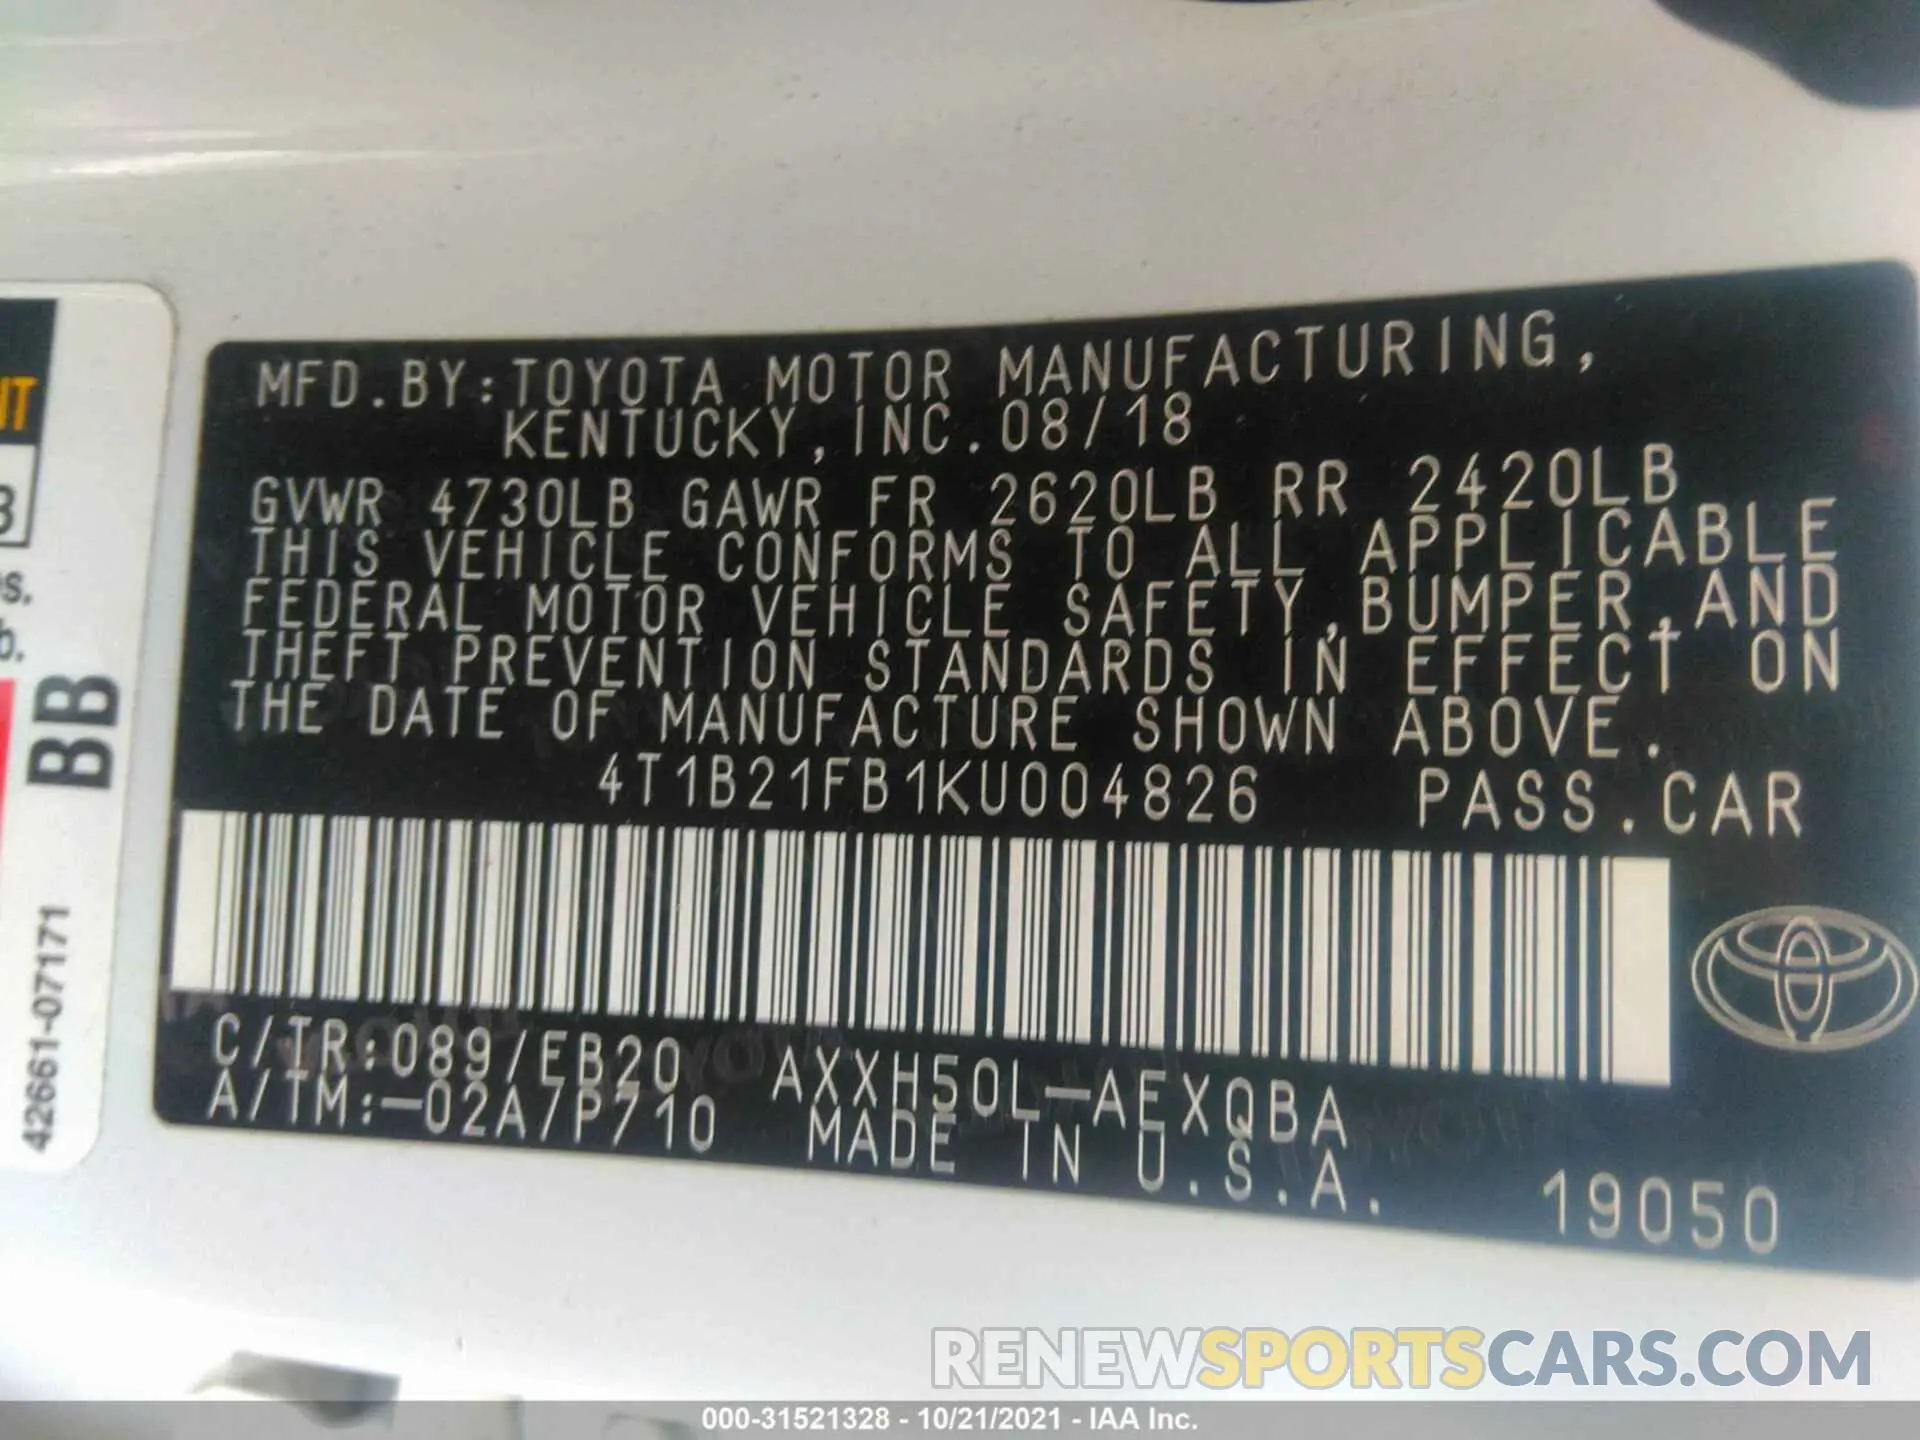 MFD.BY:TOYOTA MOTOR MANUFACTURING,
KENTUCKY,INC.08/18
GVWR 4730LB GAWR FR 2620LB RR 2420LB
THIS VEHICLE CONFORMS TO ALL APPLICABLE
FEDERAL MOTOR VEHICLE SAFETY,BUMPER,AND
THEFT PREVENTION STANDARDS IN EFFECT ON
THE DATE OF MANUFACTURE SHOWN ABOVE.
4T1B21FB1KU004826 PASS.CAR
C/TR:089/EB20 AXXH50L-AEXQBA
A/TM:-02A7P710 MADE IN U.S.A.
19050
BB
42661-07171
RENEWSPORTSCARS.COM
000-31521328 - 10/21/2021 - IAA Inc.